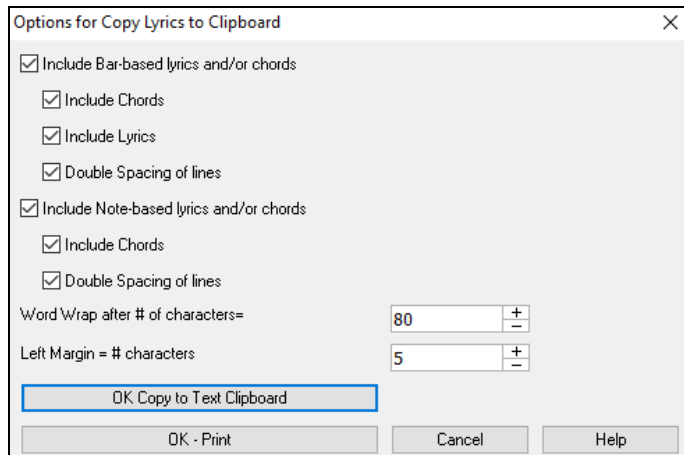 Options for Copy Lyrics to Clipboard
Include Bar-based lyrics and/or chords
Include Chords
Include Lyrics
Double Spacing of lines
Include Note-based lyrics and/or chords
Include Chords
Double Spacing of lines
Word Wrap after # of characters= 80
Left Margin = # characters 5
OK Copy to Text Clipboard
OK - Print Cancel Help